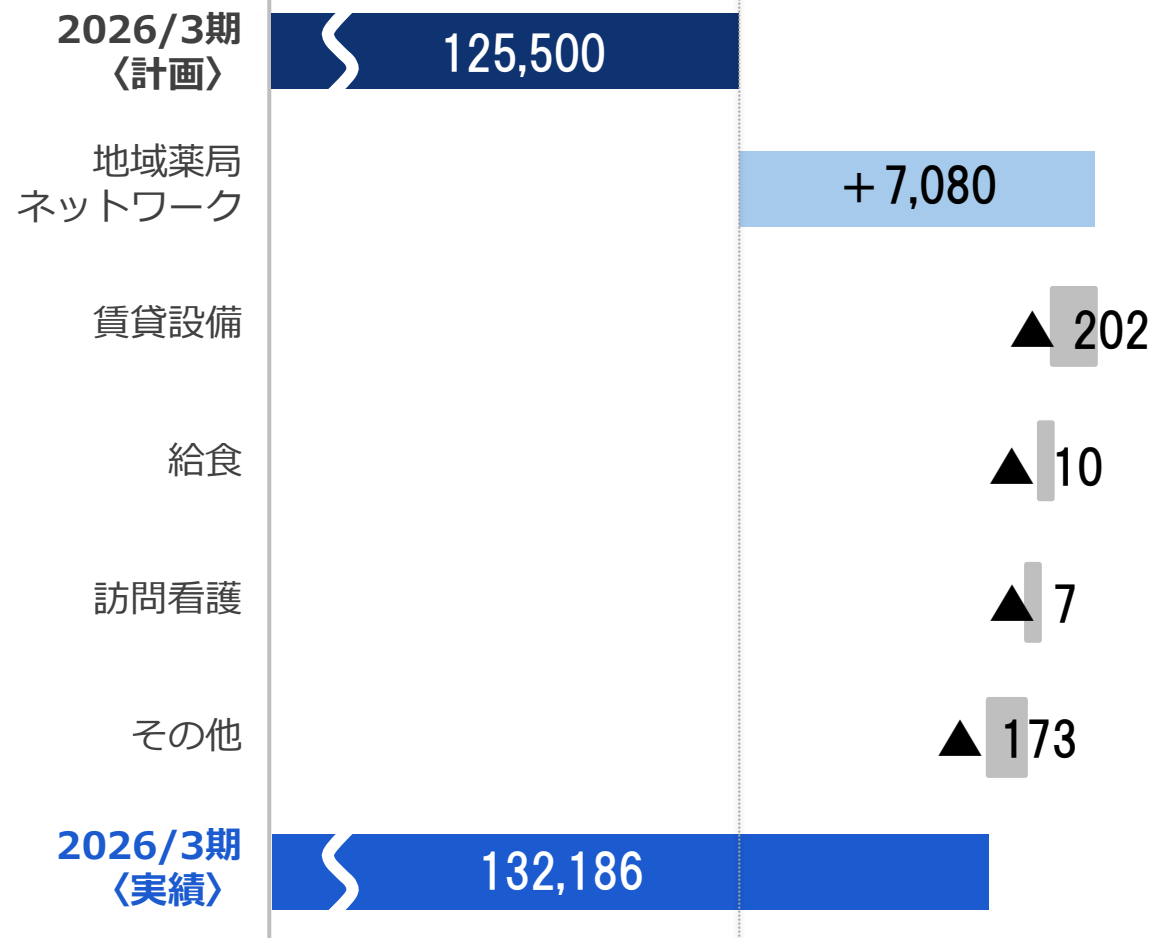 2026/3期
〈計画〉
125,500
地域薬局
ネットワーク
＋7,080
賃貸設備
▲ 202
給食
▲ 10
訪問看護
▲ 7
その他
▲ 173
2026/3期
〈実績〉
132,186